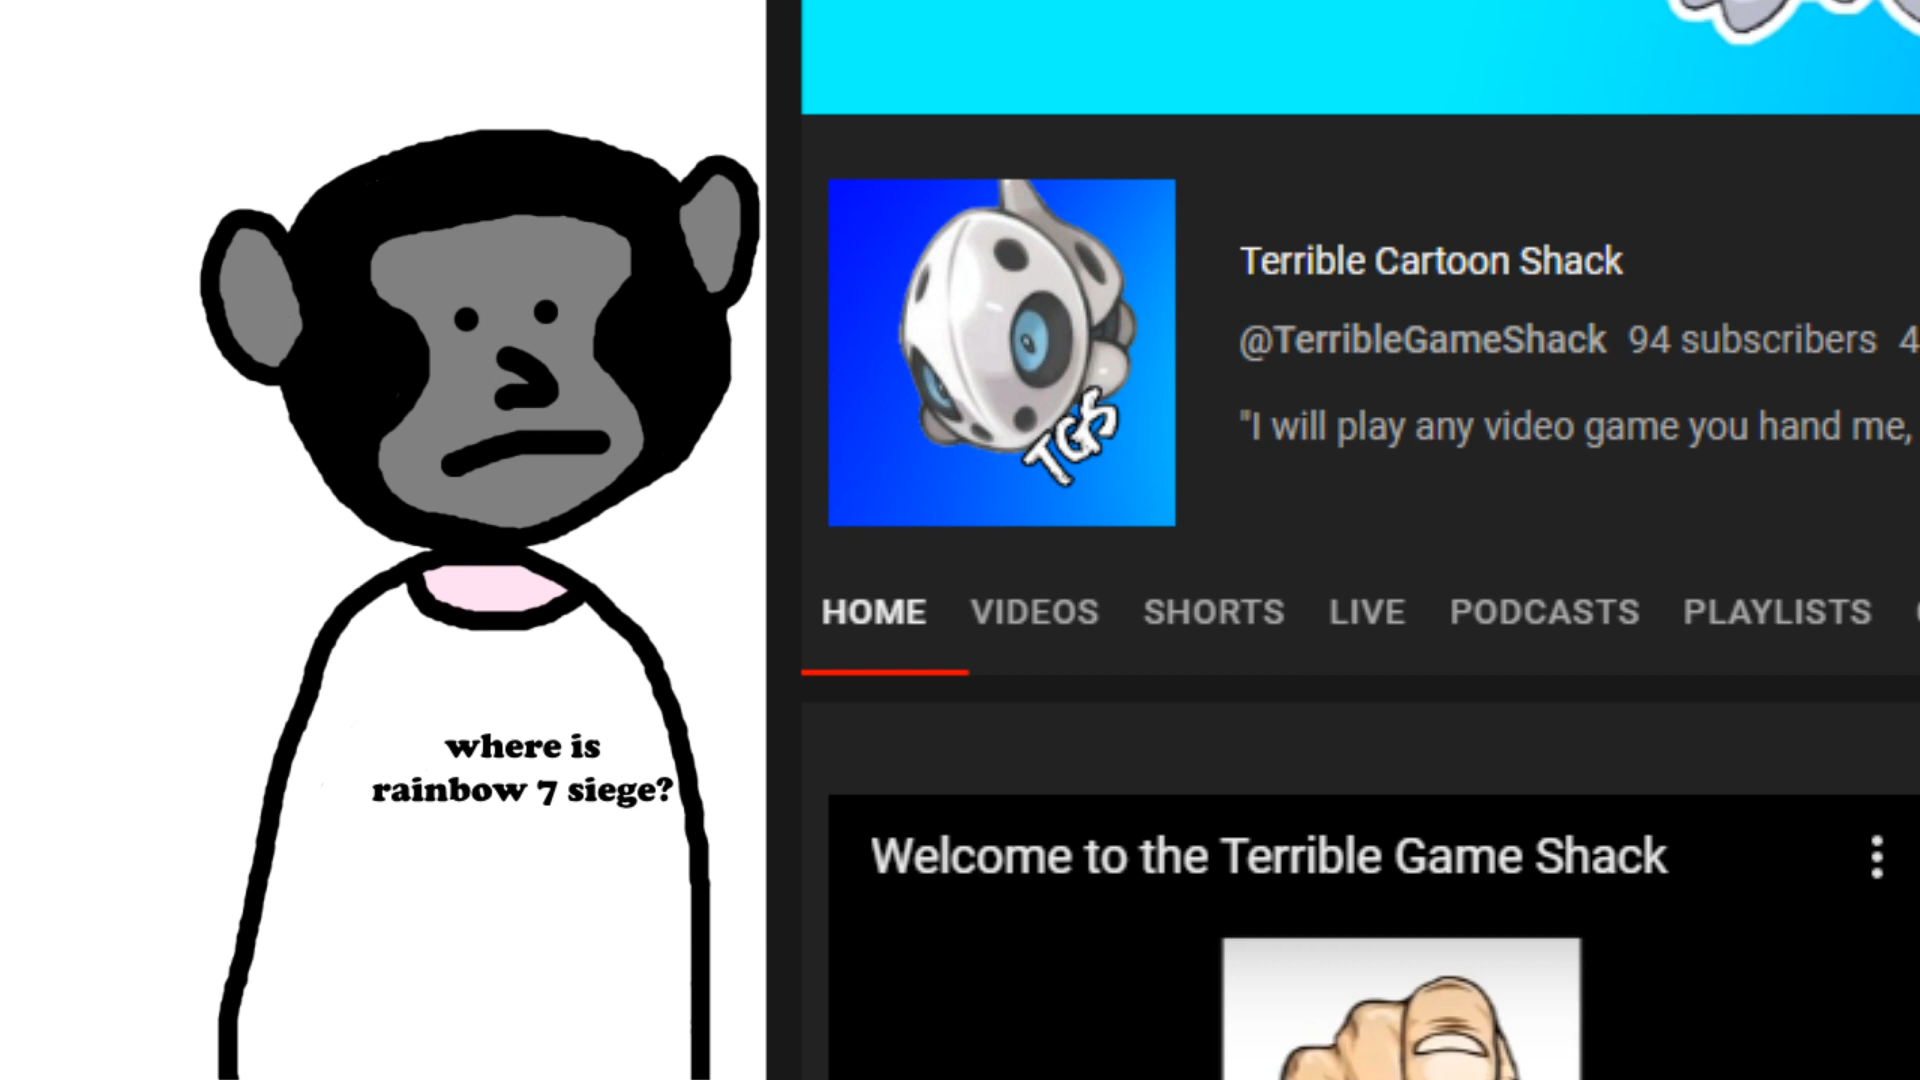 where is
rainbow 7 siege?
TGS
Terrible Cartoon Shack
@TerribleGameShack 94 subscribers 4
"I will play any video game you hand me,
HOME VIDEOS SHORTS LIVE PODCASTS PLAYLISTS
Welcome to the Terrible Game Shack